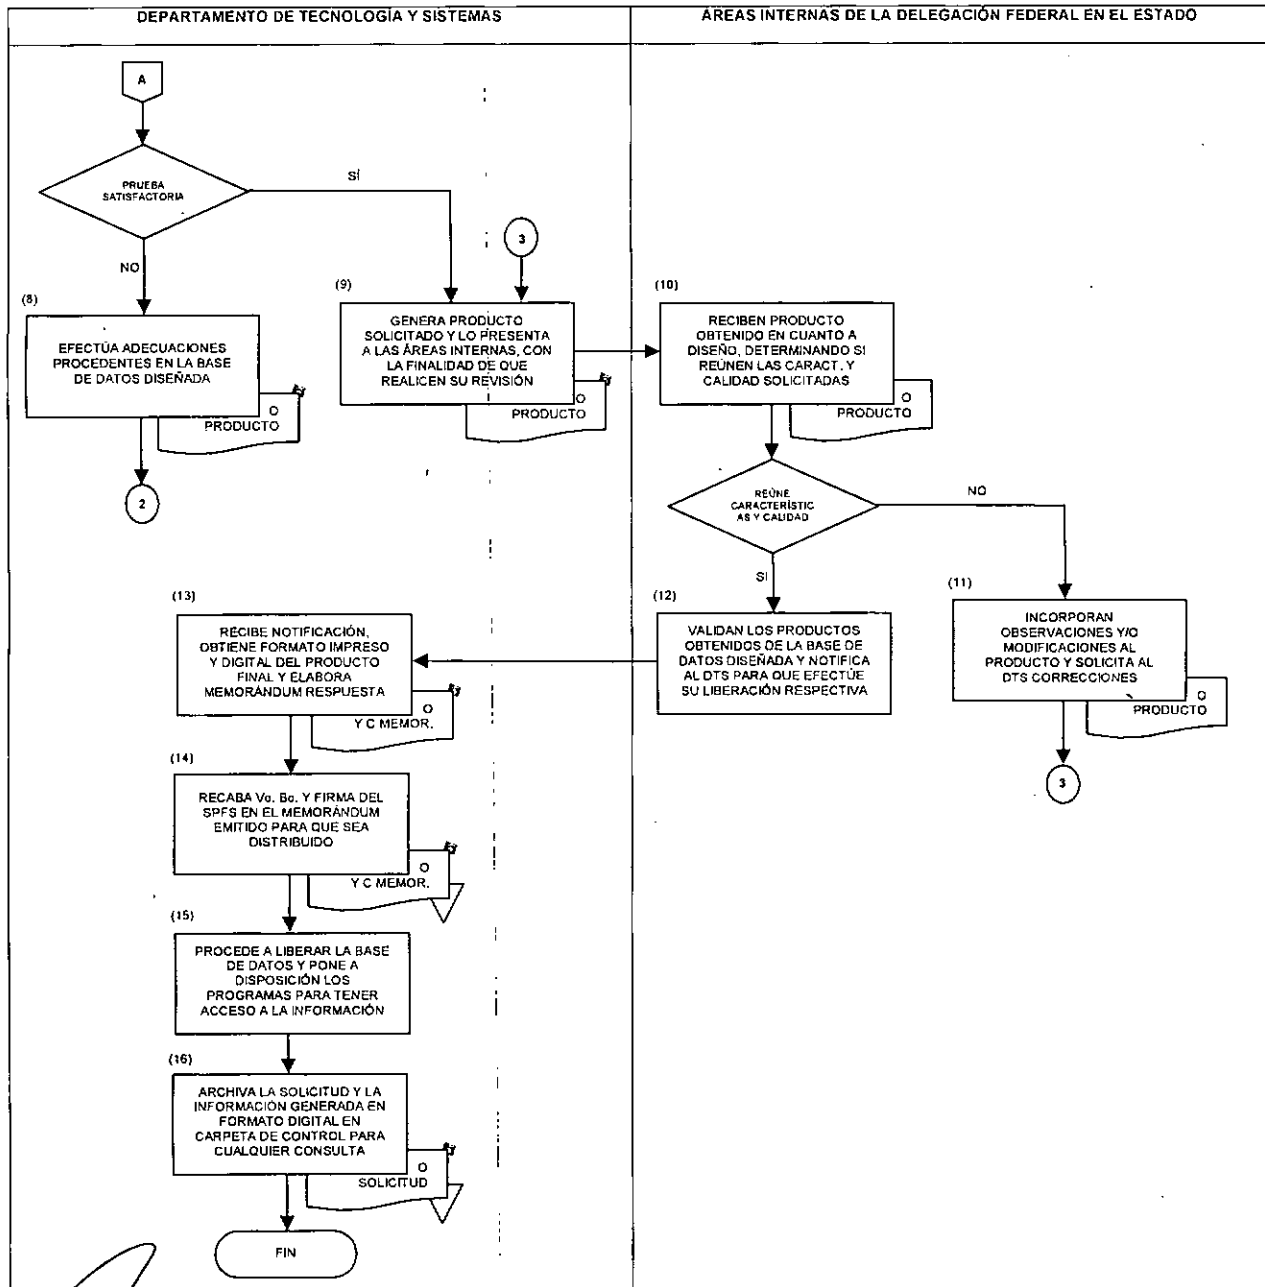 DEPARTAMENTO DE TECNOLOGÍA Y SISTEMAS
ÁREAS INTERNAS DE LA DELEGACIÓN FEDERAL EN EL ESTADO
A
PRUEBA
SATISFACTORIA
SÍ
NO
3
(8)
EFECTÚA ADECUACIONES
PROCEDENTES EN LA BASE
DE DATOS DISEÑADA
O
PRODUCTO
2
(9)
GENERA PRODUCTO
SOLICITADO Y LO PRESENTA
A LAS ÁREAS INTERNAS, CON
LA FINALIDAD DE QUE
REALICEN SU REVISIÓN
O
PRODUCTO
(10)
RECIBEN PRODUCTO
OBTENIDO EN CUANTO A
DISEÑO, DETERMINANDO SI
REÚNEN LAS CARACT. Y
CALIDAD SOLICITADAS
O
PRODUCTO
REÚNE
CARACTERÍSTIC
AS Y CALIDAD
NO
SI
(11)
INCORPORAN
OBSERVACIONES Y/O
MODIFICACIONES AL
PRODUCTO Y SOLICITA AL
DTS CORRECCIONES
O
PRODUCTO
3
(12)
VALIDAN LOS PRODUCTOS
OBTENIDOS DE LA BASE DE
DATOS DISEÑADA Y NOTIFICA
AL DTS PARA QUE EFECTÚE
SU LIBERACIÓN RESPECTIVA
(13)
RECIBE NOTIFICACIÓN,
OBTIENE FORMATO IMPRESO
Y DIGITAL DEL PRODUCTO
FINAL Y ELABORA
MEMORÁNDUM RESPUESTA
O
Y C MEMOR.
(14)
RECABA Vo. Bo. Y FIRMA DEL
SPFS EN EL MEMORÁNDUM
EMITIDO PARA QUE SEA
DISTRIBUIDO
O
Y C MEMOR.
(15)
PROCEDE A LIBERAR LA BASE
DE DATOS Y PONE A
DISPOSICIÓN LOS
PROGRAMAS PARA TENER
ACCESO A LA INFORMACIÓN
(16)
ARCHIVA LA SOLICITUD Y LA
INFORMACIÓN GENERADA EN
FORMATO DIGITAL EN
CARPETA DE CONTROL PARA
CUALQUIER CONSULTA
O
SOLICITUD
FIN